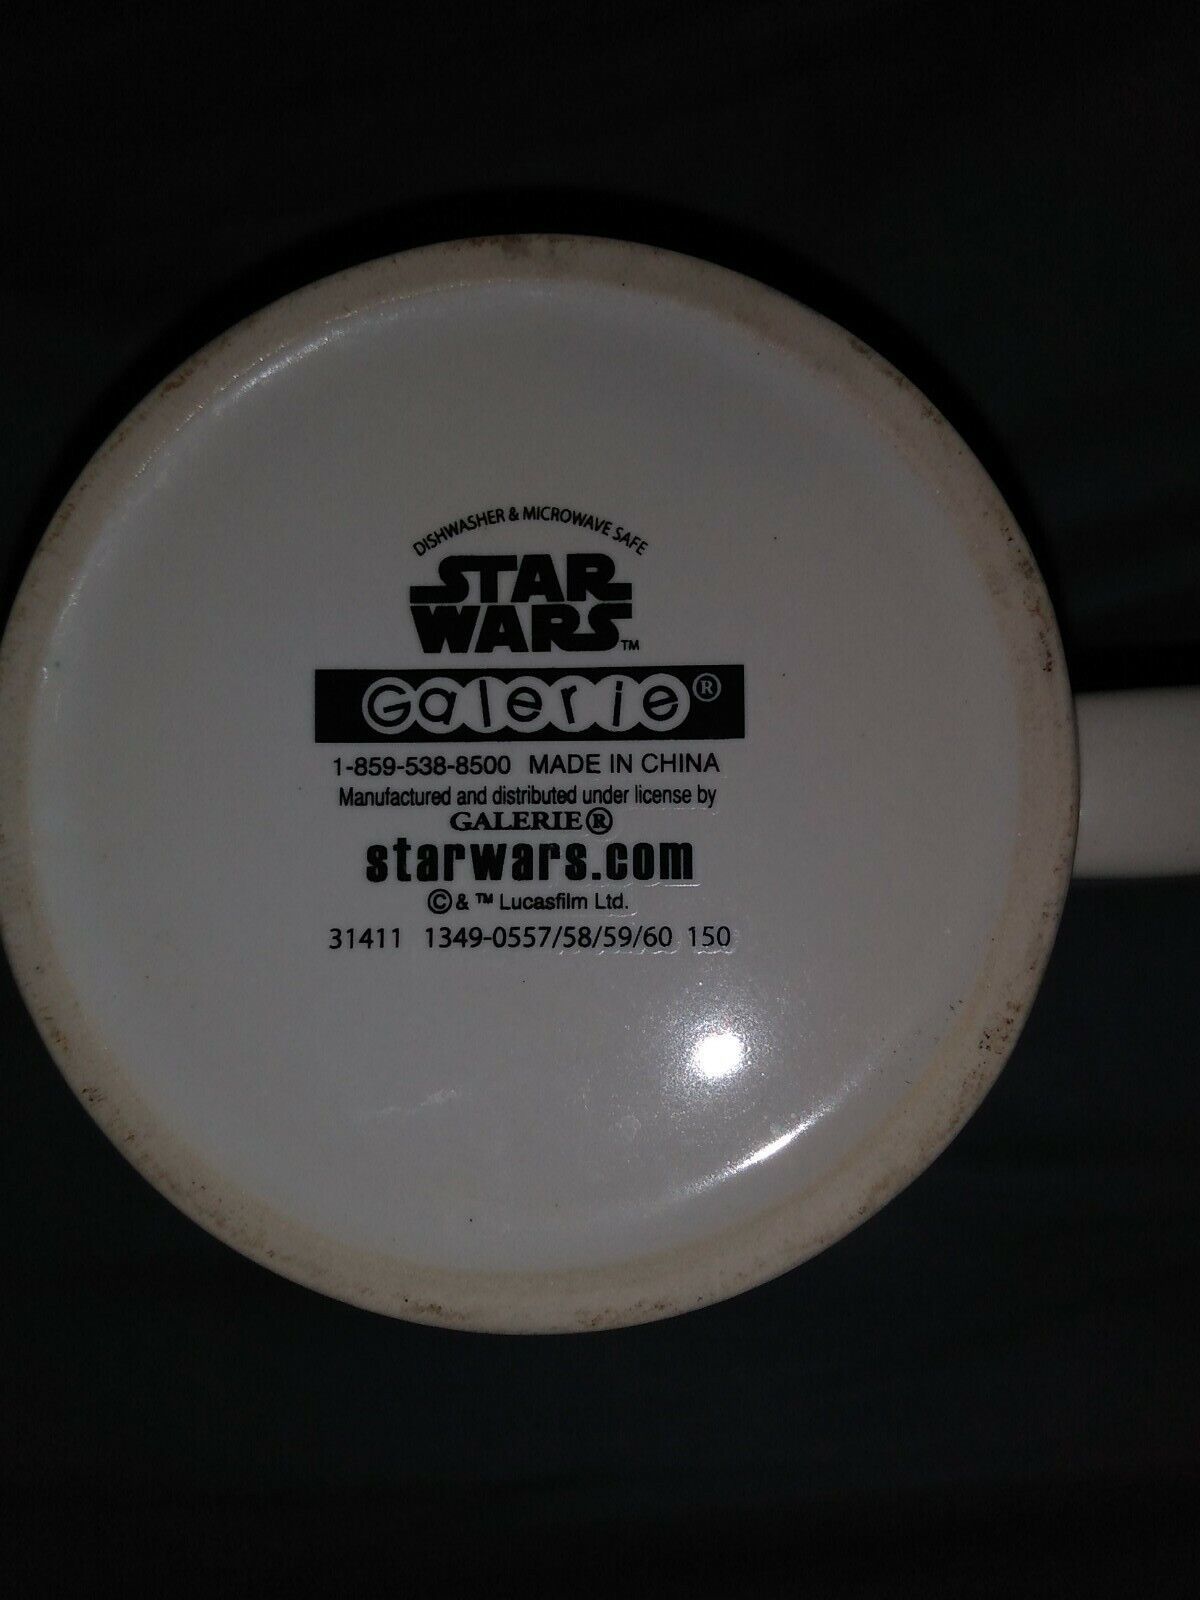 DISHWASHER & MICROWAVE SAFE
STAR
WARS™
Galerie®
1-859-538-8500 MADE IN CHINA
Manufactured and distributed under license by
GALERIE®
starwars.com
© & ™ Lucasfilm Ltd.
31411 1349-0557/58/59/60 150